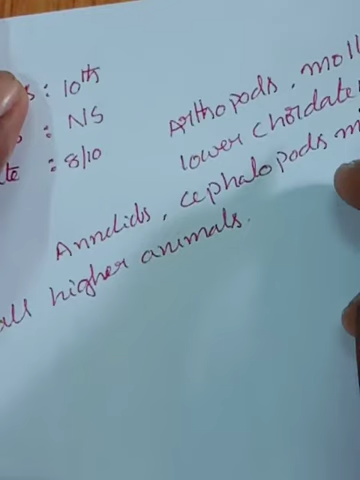 : 10th
: NS
: 8/10
Arthopods, moll
lower chordate
Annelids, cephalopods m
all higher animals.